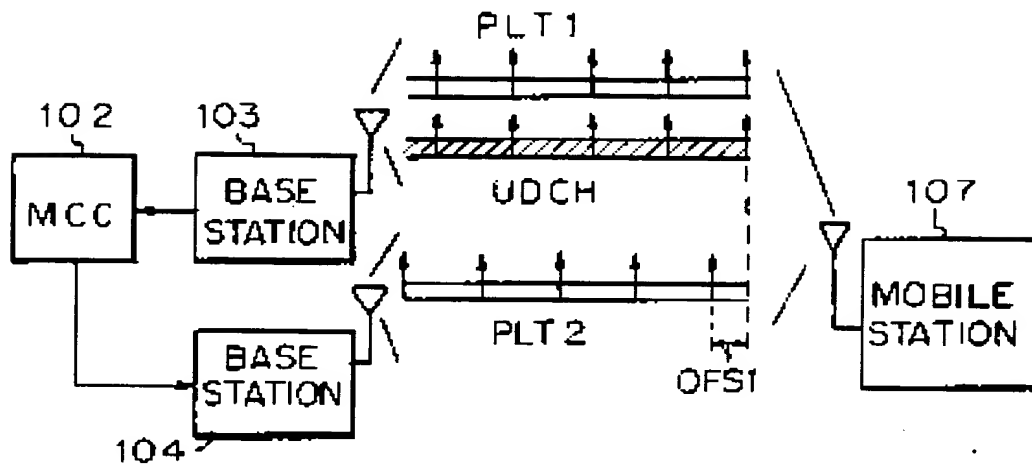 PLT1
102
103
MCC
BASE
STATION
UDCH
107
MOBILE
STATION
PLT2
OFS1
BASE
STATION
104